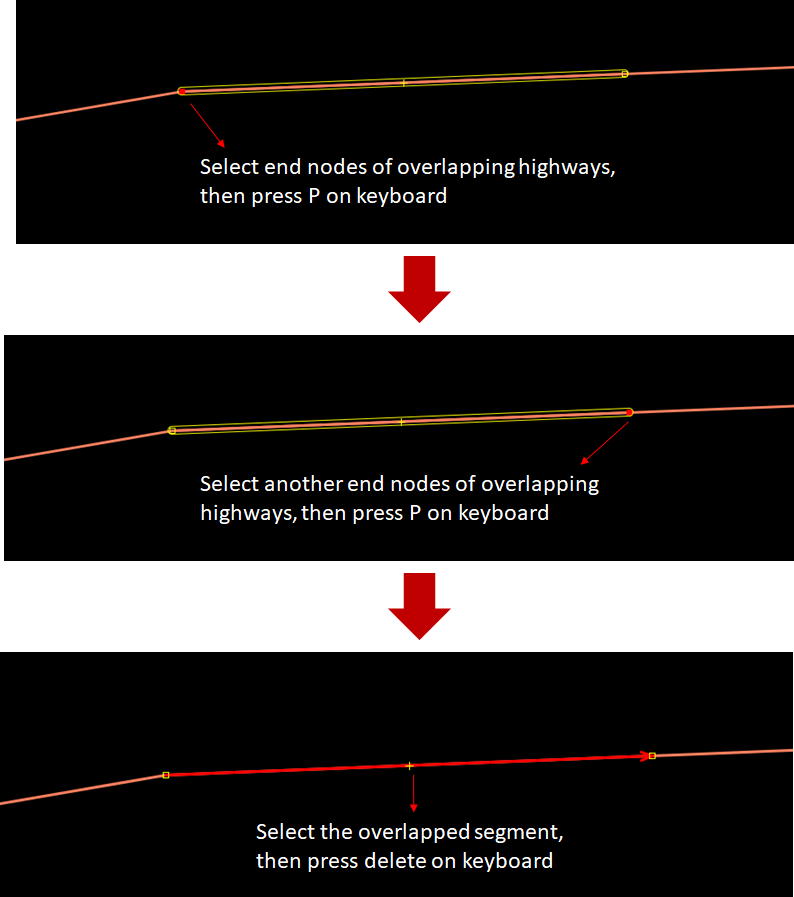 Select end nodes of overlapping highways,
then press P on keyboard
Select another end nodes of overlapping
highways, then press P on keyboard
Select the overlapped segment,
then press delete on keyboard